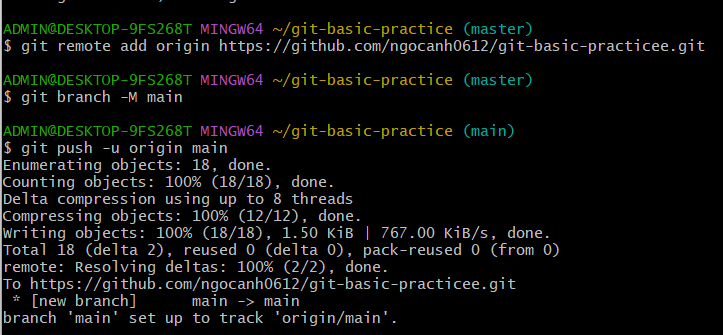 ADMIN@DESKTOP-9FS268T MINGW64 ~/git-basic-practice (master)
$ git remote add origin https://github.com/ngocanh0612/git-basic-practicee.git
ADMIN@DESKTOP-9FS268T MINGW64 ~/git-basic-practice (master)
$ git branch -M main
ADMIN@DESKTOP-9FS268T MINGW64 ~/git-basic-practice (main)
$ git push -u origin main
Enumerating objects: 18, done.
Counting objects: 100% (18/18), done.
Delta compression using up to 8 threads
Compressing objects: 100% (12/12), done.
Writing objects: 100% (18/18), 1.50 KiB | 767.00 KiB/s, done.
Total 18 (delta 2), reused 0 (delta 0), pack-reused 0 (from 0)
remote: Resolving deltas: 100% (2/2), done.
To https://github.com/ngocanh0612/git-basic-practicee.git
 * [new branch]      main -> main
branch 'main' set up to track 'origin/main'.